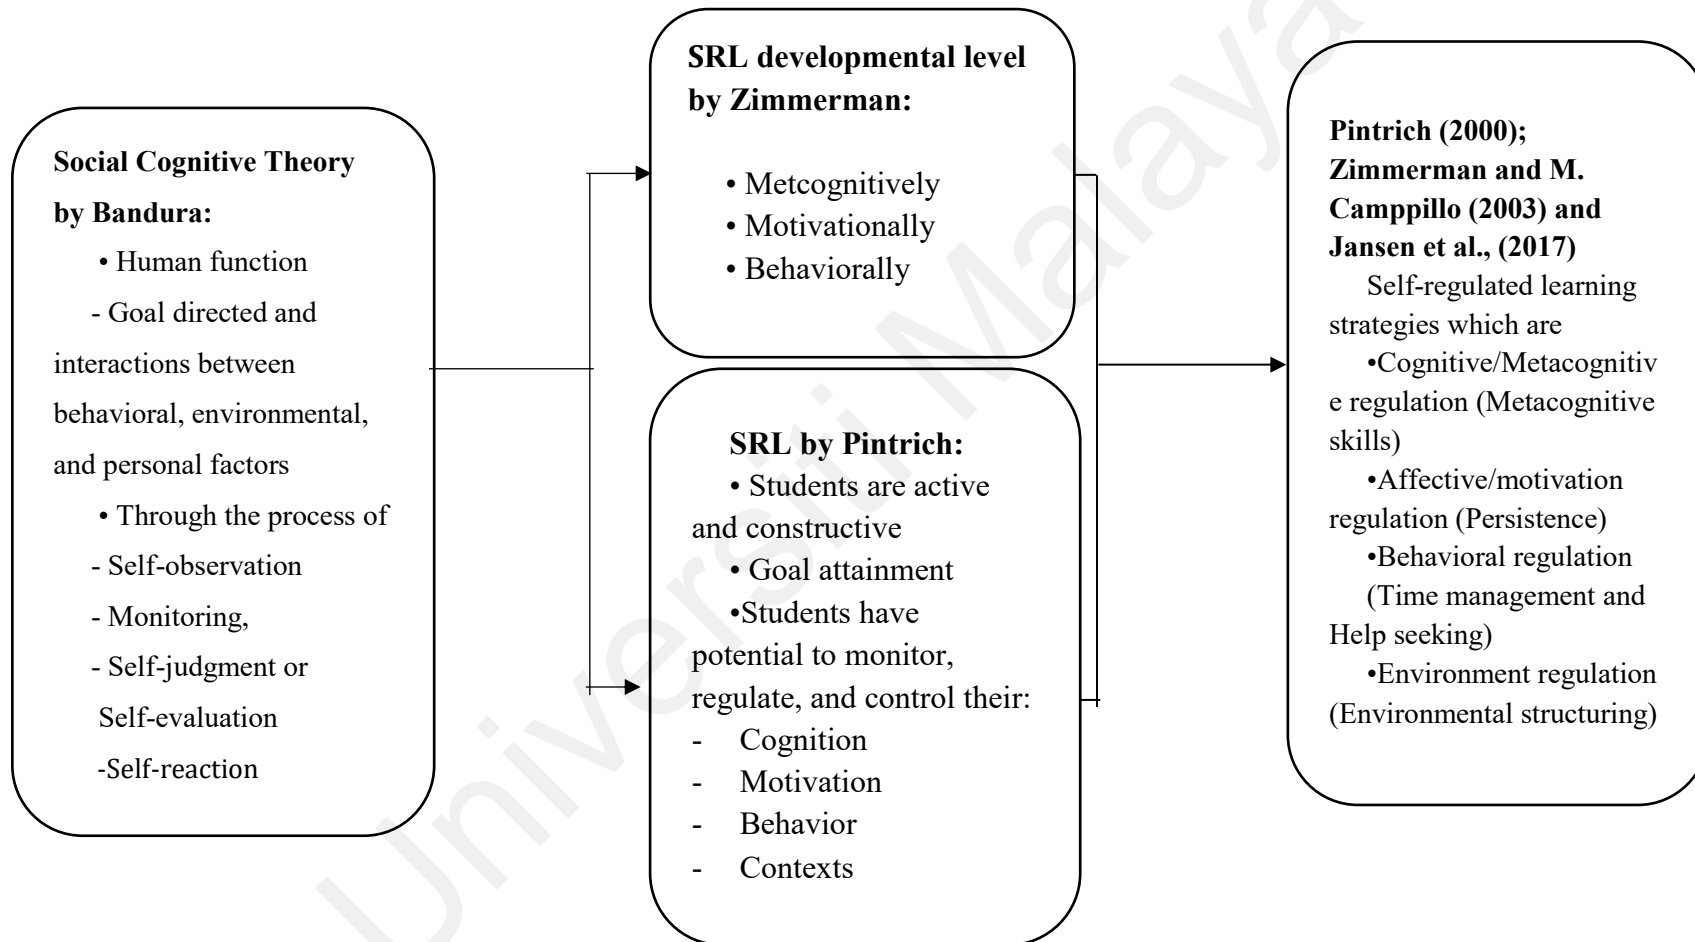 Social Cognitive Theory
by Bandura:
• Human function
- Goal directed and
interactions between
behavioral, environmental,
and personal factors
• Through the process of
- Self-observation
- Monitoring,
- Self-judgment or
Self-evaluation
-Self-reaction
SRL developmental level
by Zimmerman:
• Metcognitively
• Motivationally
• Behaviorally
SRL by Pintrich:
• Students are active
and constructive
• Goal attainment
•Students have
potential to monitor,
regulate, and control their:
- Cognition
- Motivation
- Behavior
- Contexts
Pintrich (2000);
Zimmerman and M.
Camppillo (2003) and
Jansen et al., (2017)
Self-regulated learning
strategies which are
•Cognitive/Metacognitiv
e regulation (Metacognitive
skills)
•Affective/motivation
regulation (Persistence)
•Behavioral regulation
(Time management and
Help seeking)
•Environment regulation
(Environmental structuring)
Universiti Malaya